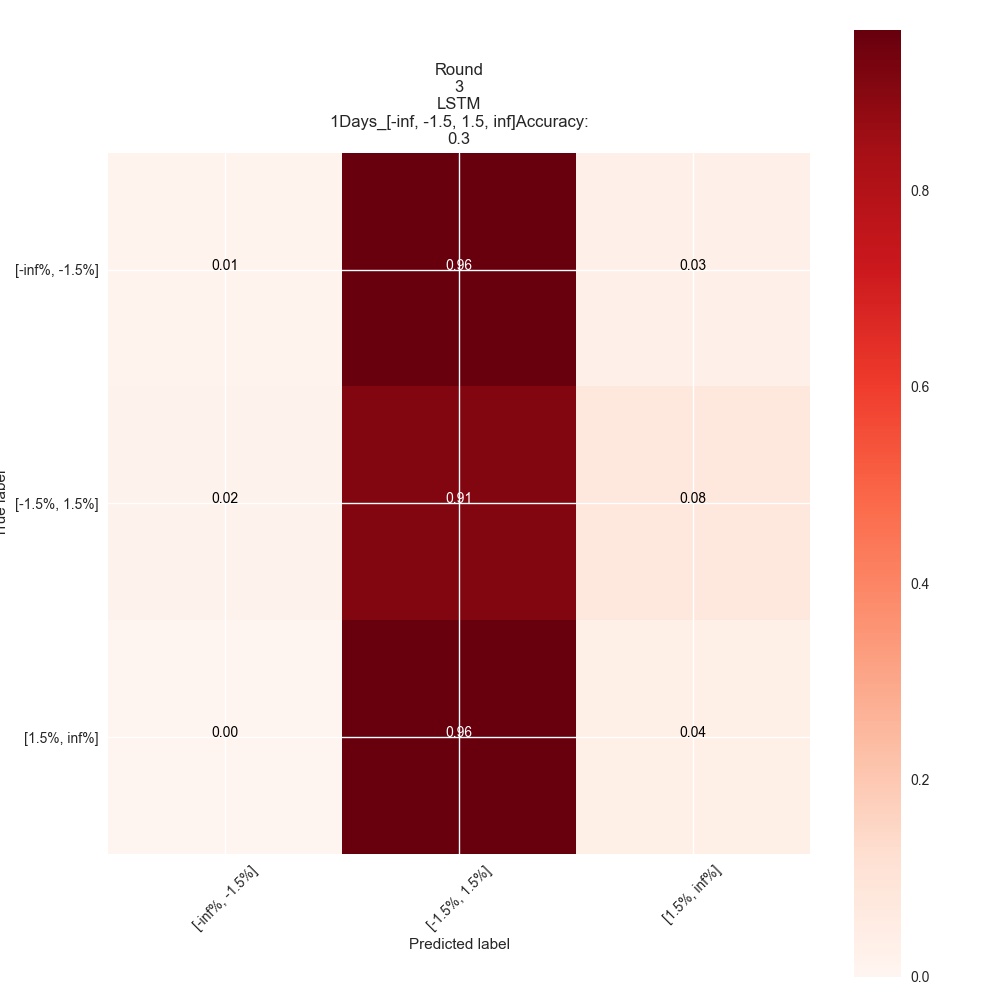 Round
3
LSTM
1Days_[-inf, -1.5, 1.5, inf]Accuracy:
0.3
[-inf%, -1.5%]
0.01
0.96
0.03
[-1.5%, 1.5%]
0.02
0.91
0.08
[1.5%, inf%]
0.00
0.96
0.04
[-inf%, -1.5%]
[-1.5%, 1.5%]
[1.5%, inf%]
Predicted label
True label
0.8
0.6
0.4
0.2
0.0